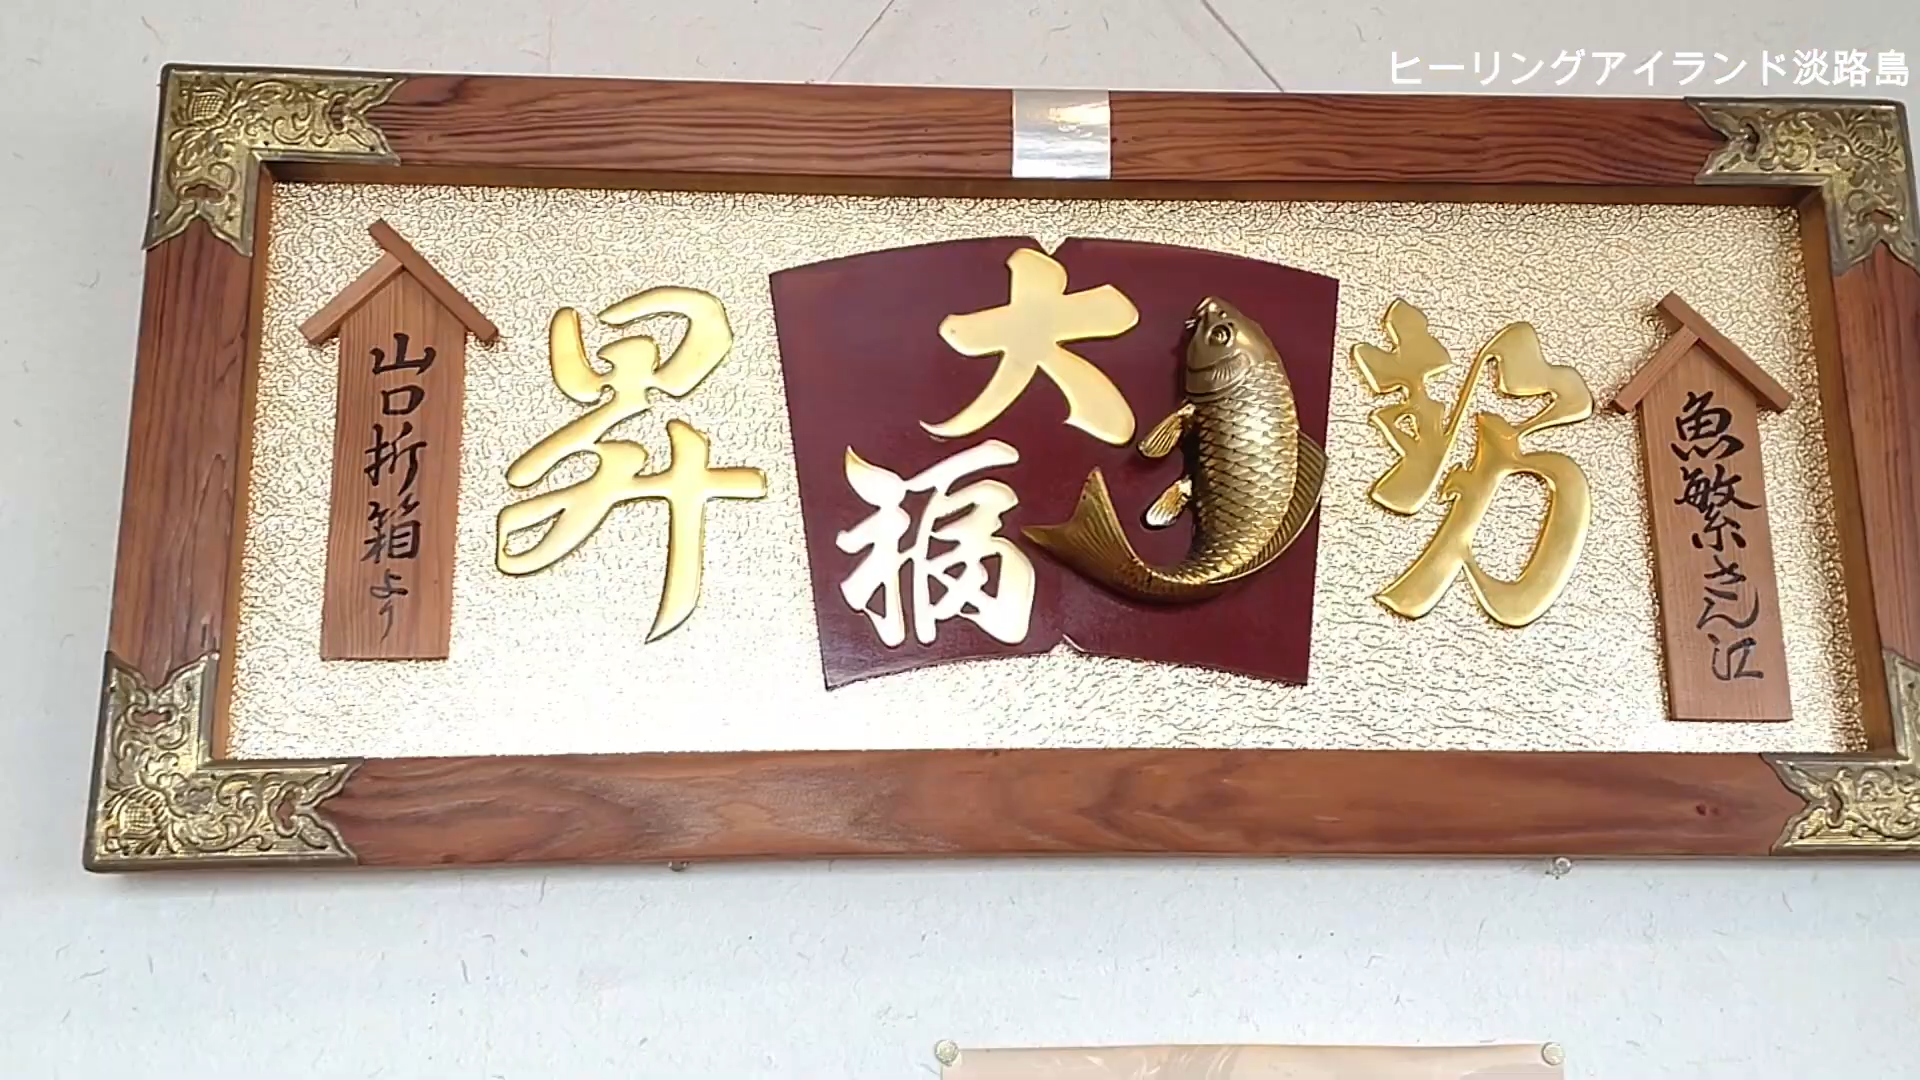 ヒーリングアイランド淡路島
魚繁さん江
勢
大
福
昇
山口折箱より